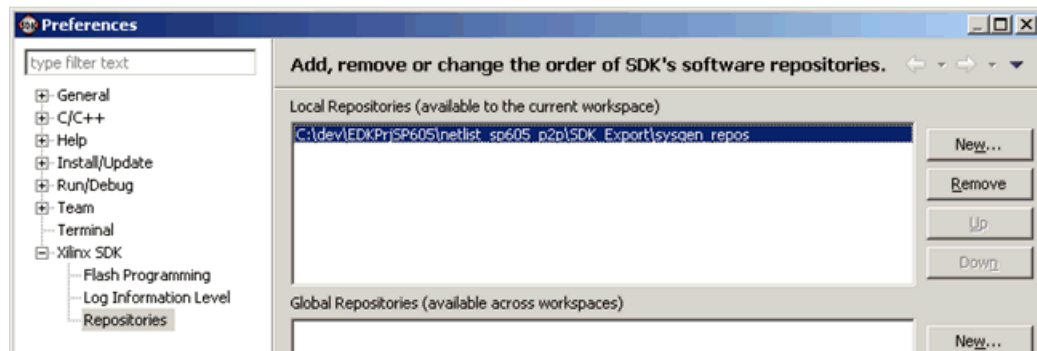 SDK Preferences
type filter text
General
C/C++
Help
Install/Update
Run/Debug
Team
Terminal
Xilinx SDK
Flash Programming
Log Information Level
Repositories
Add, remove or change the order of SDK's software repositories.
Local Repositories (available to the current workspace)
C:\dev\EDKPrjSP605\netlist_sp605_p2p\SDK_Export\sysgen_repos
New...
Remove
Up
Down
Global Repositories (available across workspaces)
New...